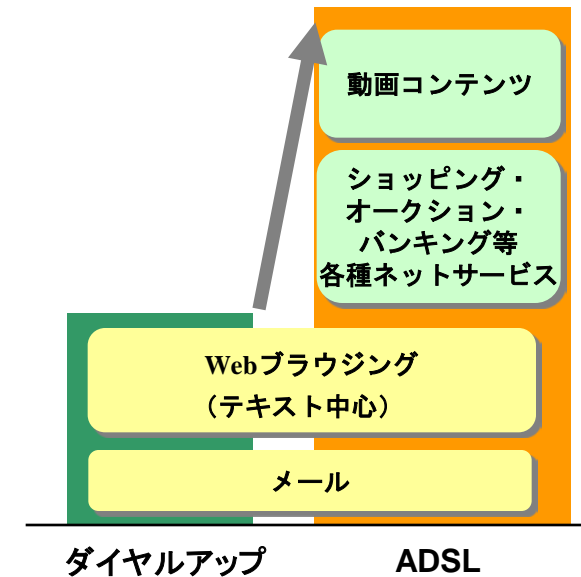 動画コンテンツ
ショッピング・
オークション・
バンキング等
各種ネットサービス
Webブラウジング
（テキスト中心）
メール
ダイヤルアップ
ADSL